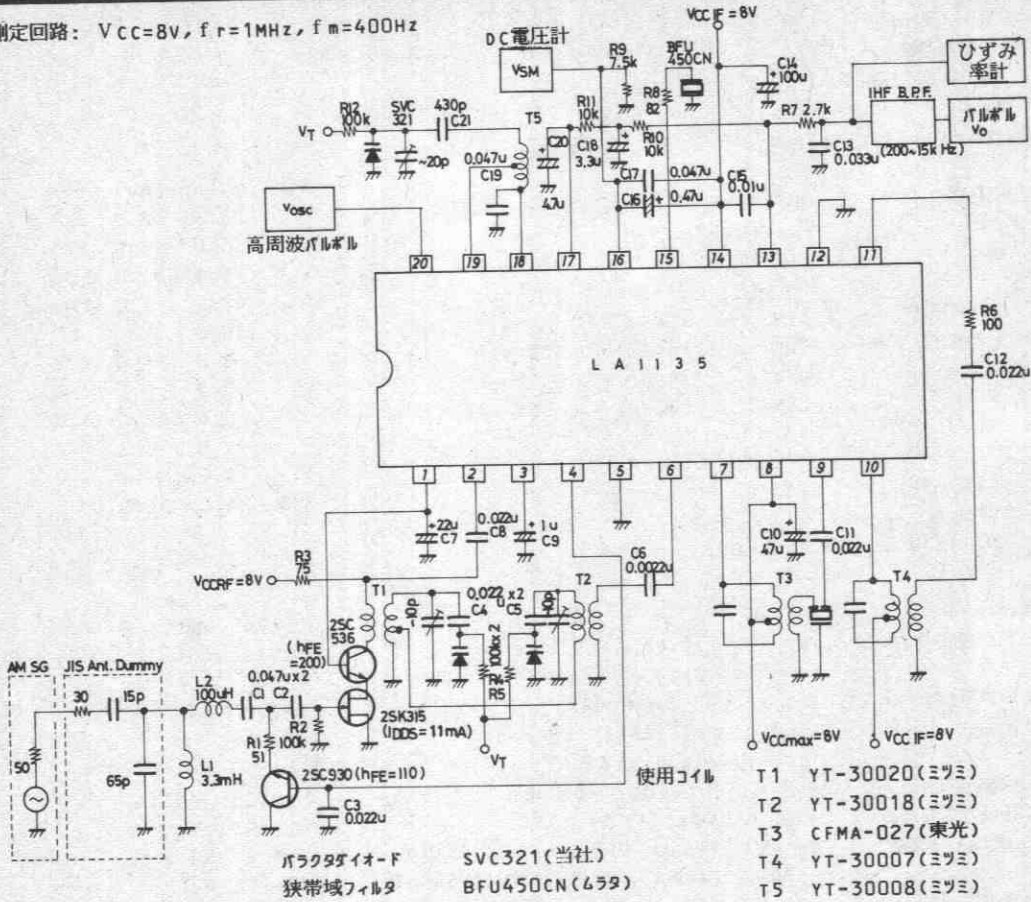 測定回路: VCC=8V, fr=1MHz, fm=400Hz
VCC IF=8V
DC電圧計
VSM
R9
7.5k
BFU
450CN
C14
100u
ひずみ
率計
R12
100k
SVC
321
430p
C21
T5
R11
10k
R8
82
R7 2.7k
IHF B.P.F.
バルボル
Vo
VT
~20p
C20
C18
3.3u
R10
10k
(200~15kHz)
0.047u
C19
47u
C17
0.047u
C15
0.01u
C13
0.033u
C16
0.47u
VOSC
高周波バルボル
20
19
18
17
16
15
14
13
12
11
R6
100
C12
0.022u
LA1135
1
2
3
4
5
6
7
8
9
10
22u
C7
0.022u
C8
1u
C9
C6
0.0022u
C10
47u
C11
0.022u
R3
75
VCCRF=8V
T1
~10p
0.022u×2
C4
C5
~10p
T2
T3
T4
2SC
536
(hFE
=200)
100k×2
R4
R5
AM SG
JIS Ant. Dummy
30
15p
L2
100uH
0.047u×2
C1
C2
2SK315
(IDDS=11mA)
R2
100k
R1
51
VT
VCCmax=8V
VCC IF=8V
50
65p
L1
3.3mH
2SC930(hFE=110)
C3
0.022u
使用コイル
T1 YT-30020(ミツミ)
T2 YT-30018(ミツミ)
T3 CFMA-027(東光)
T4 YT-30007(ミツミ)
T5 YT-30008(ミツミ)
バラクタダイオード SVC321(当社)
狭帯域フィルタ BFU450CN(ムラタ)